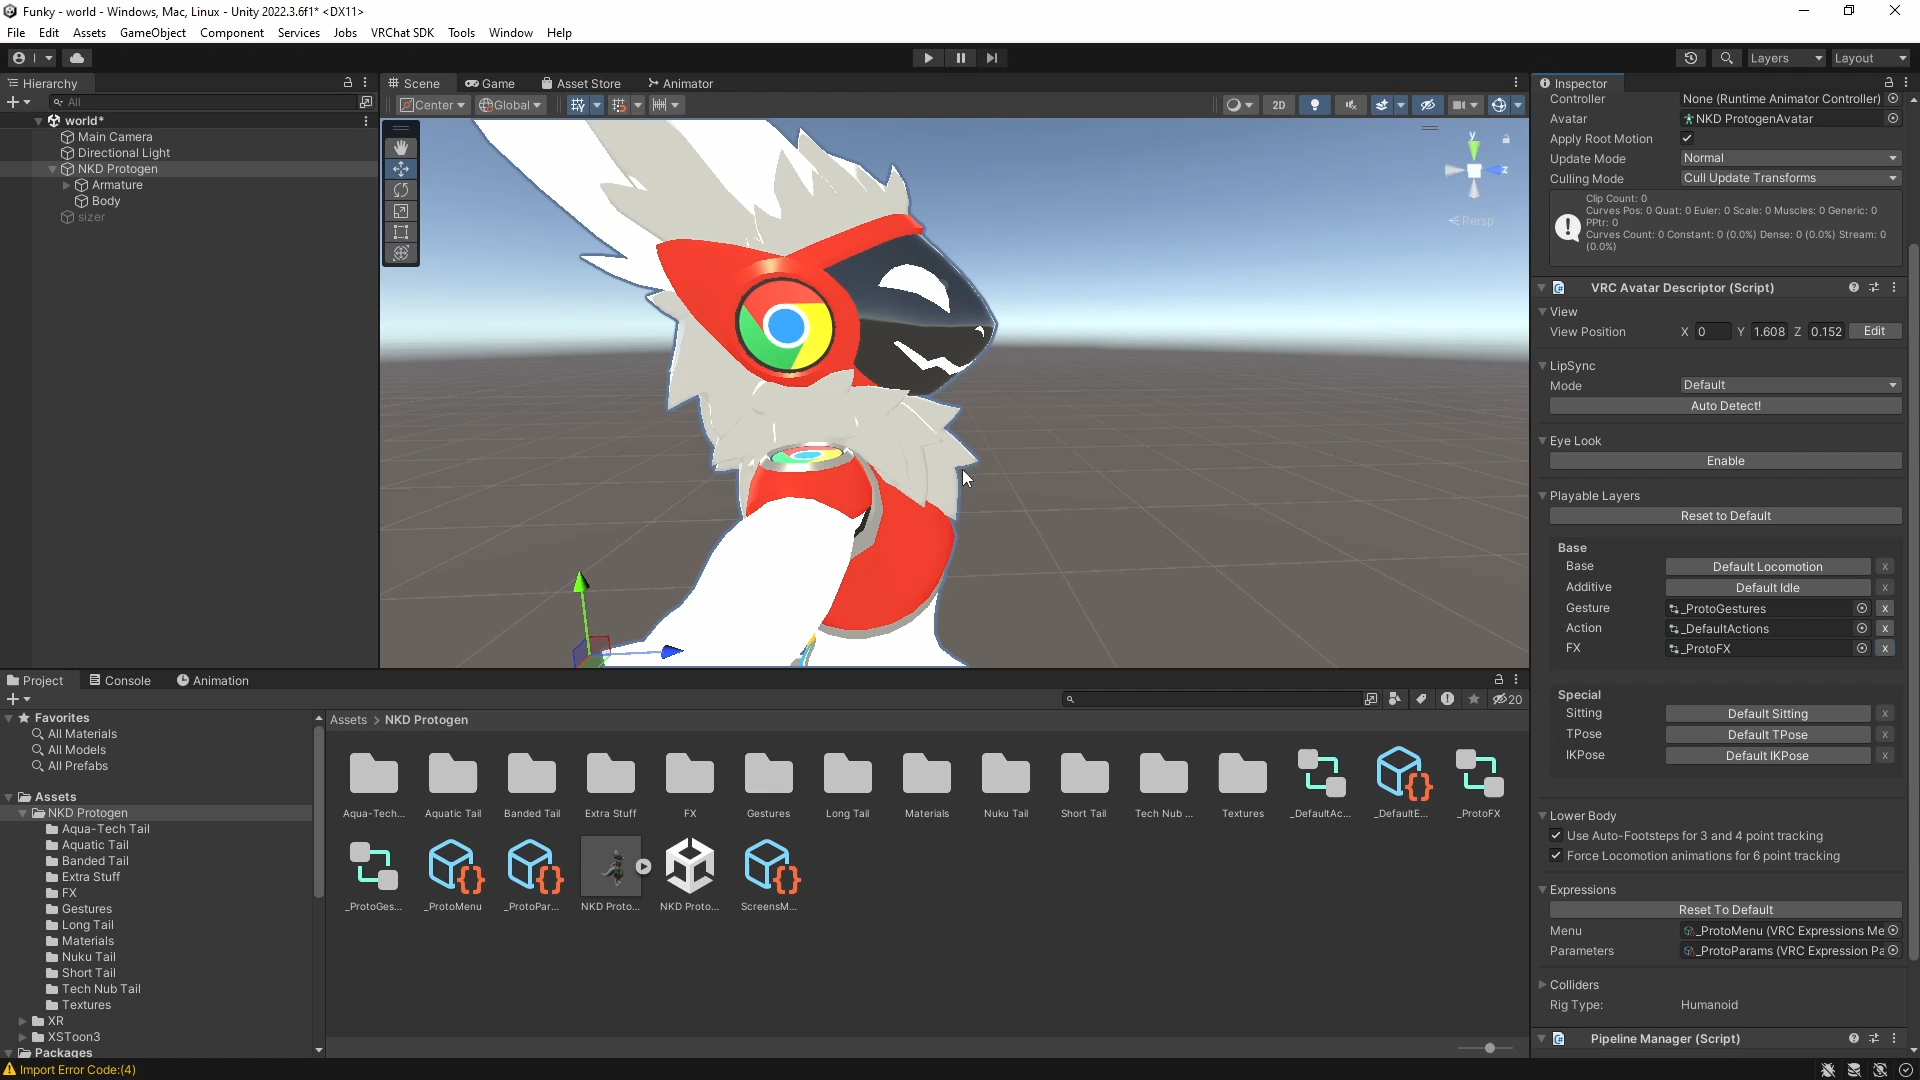 Funky - world - Windows, Mac, Linux - Unity 2022.3.6f1* <DX11>
File Edit Assets GameObject Component Services Jobs VRChat SDK Tools Window Help
Layers Layout
Hierarchy
All
world*
Main Camera
Directional Light
NKD Protogen
Armature
Body
sizer
Scene Game Asset Store Animator
Center Global 2D
y
z
Persp
Inspector
Controller None (Runtime Animator Controller)
Avatar NKD ProtogenAvatar
Apply Root Motion
Update Mode Normal
Culling Mode Cull Update Transforms
Clip Count: 0
Curves Pos: 0 Quat: 0 Euler: 0 Scale: 0 Muscles: 0 Generic: 0
PPtr: 0
Curves Count: 0 Constant: 0 (0.0%) Dense: 0 (0.0%) Stream: 0
(0.0%)
VRC Avatar Descriptor (Script)
View
View Position X 0 Y 1.608 Z 0.152 Edit
LipSync
Mode Default
Auto Detect!
Eye Look
Enable
Playable Layers
Reset to Default
Base
Base Default Locomotion x
Additive Default Idle x
Gesture _ProtoGestures x
Action _DefaultActions x
FX _ProtoFX x
Special
Sitting Default Sitting x
TPose Default TPose x
IKPose Default IKPose x
Lower Body
Use Auto-Footsteps for 3 and 4 point tracking
Force Locomotion animations for 6 point tracking
Expressions
Reset To Default
Menu _ProtoMenu (VRC Expressions Me
Parameters _ProtoParams (VRC Expression Pa
Colliders
Rig Type: Humanoid
Pipeline Manager (Script)
Project Console Animation
20
Favorites
All Materials
All Models
All Prefabs
Assets
NKD Protogen
Aqua-Tech Tail
Aquatic Tail
Banded Tail
Extra Stuff
FX
Gestures
Long Tail
Materials
Nuku Tail
Short Tail
Tech Nub Tail
Textures
XR
XSToon3
Packages
Assets > NKD Protogen
Aqua-Tech... Aquatic Tail Banded Tail Extra Stuff FX Gestures Long Tail Materials Nuku Tail Short Tail Tech Nub ... Textures _DefaultAc... _DefaultE... _ProtoFX
_ProtoGes... _ProtoMenu _ProtoPar... NKD Proto... NKD Proto... ScreensM...
Import Error Code:(4)